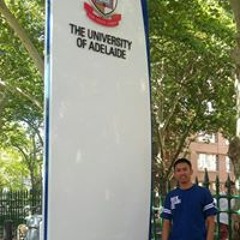 THE UNIVERSITY
OF ADELAIDE